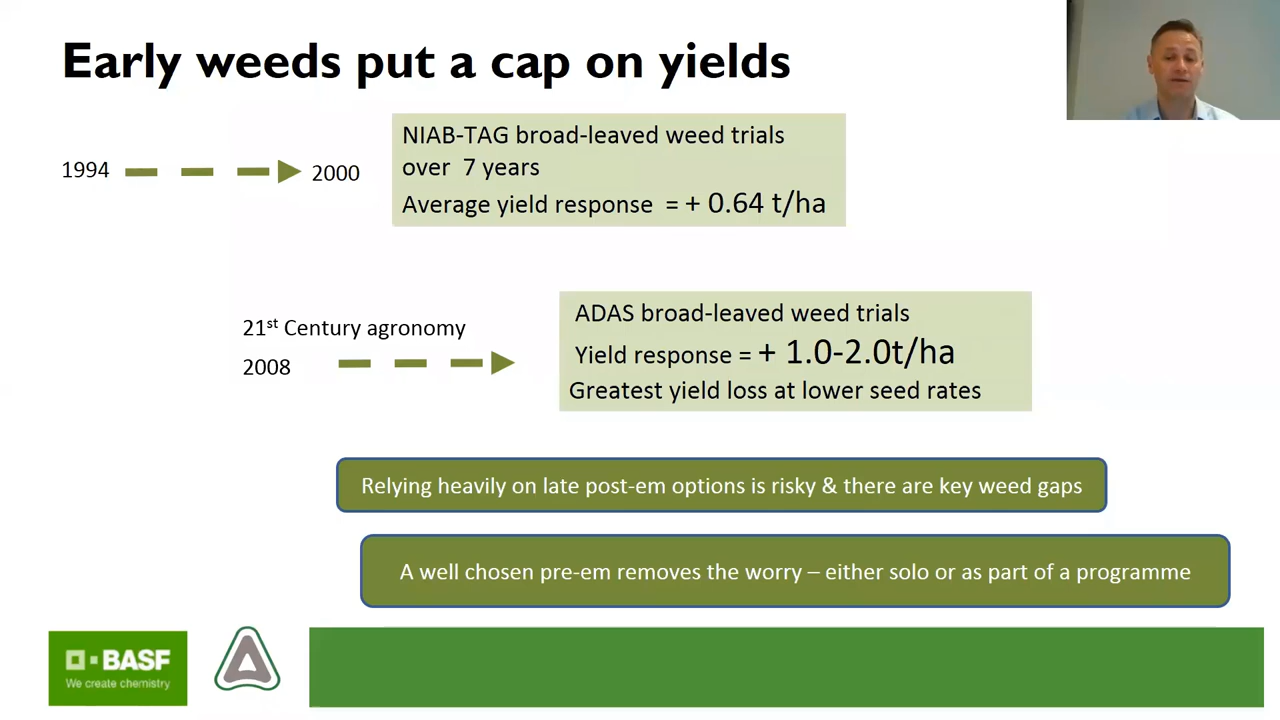 Early weeds put a cap on yields
1994
2000
NIAB-TAG broad-leaved weed trials
over 7 years
Average yield response = + 0.64 t/ha
21st Century agronomy
2008
ADAS broad-leaved weed trials
Yield response = + 1.0-2.0t/ha
Greatest yield loss at lower seed rates
Relying heavily on late post-em options is risky & there are key weed gaps
A well chosen pre-em removes the worry – either solo or as part of a programme
BASF
We create chemistry